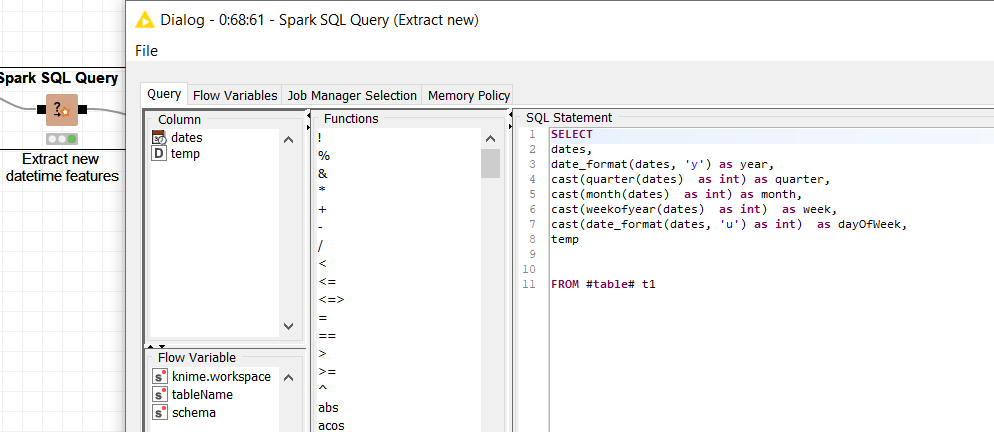 Dialog - 0:68:61 - Spark SQL Query (Extract new)
File
Spark SQL Query
?
Extract new
datetime features
Query Flow Variables Job Manager Selection Memory Policy
Column
dates
D temp
Flow Variable
s knime.workspace
s tableName
s schema
Functions
!
%
&
*
+
-
/
<
<=
<=>
=
==
>
>=
^
abs
acos
SQL Statement
1 SELECT
2 dates,
3 date_format(dates, 'y') as year,
4 cast(quarter(dates)  as int) as quarter,
5 cast(month(dates)  as int) as month,
6 cast(weekofyear(dates)  as int)  as week,
7 cast(date_format(dates, 'u') as int)  as dayOfWeek,
8 temp
9
10
11 FROM #table# t1